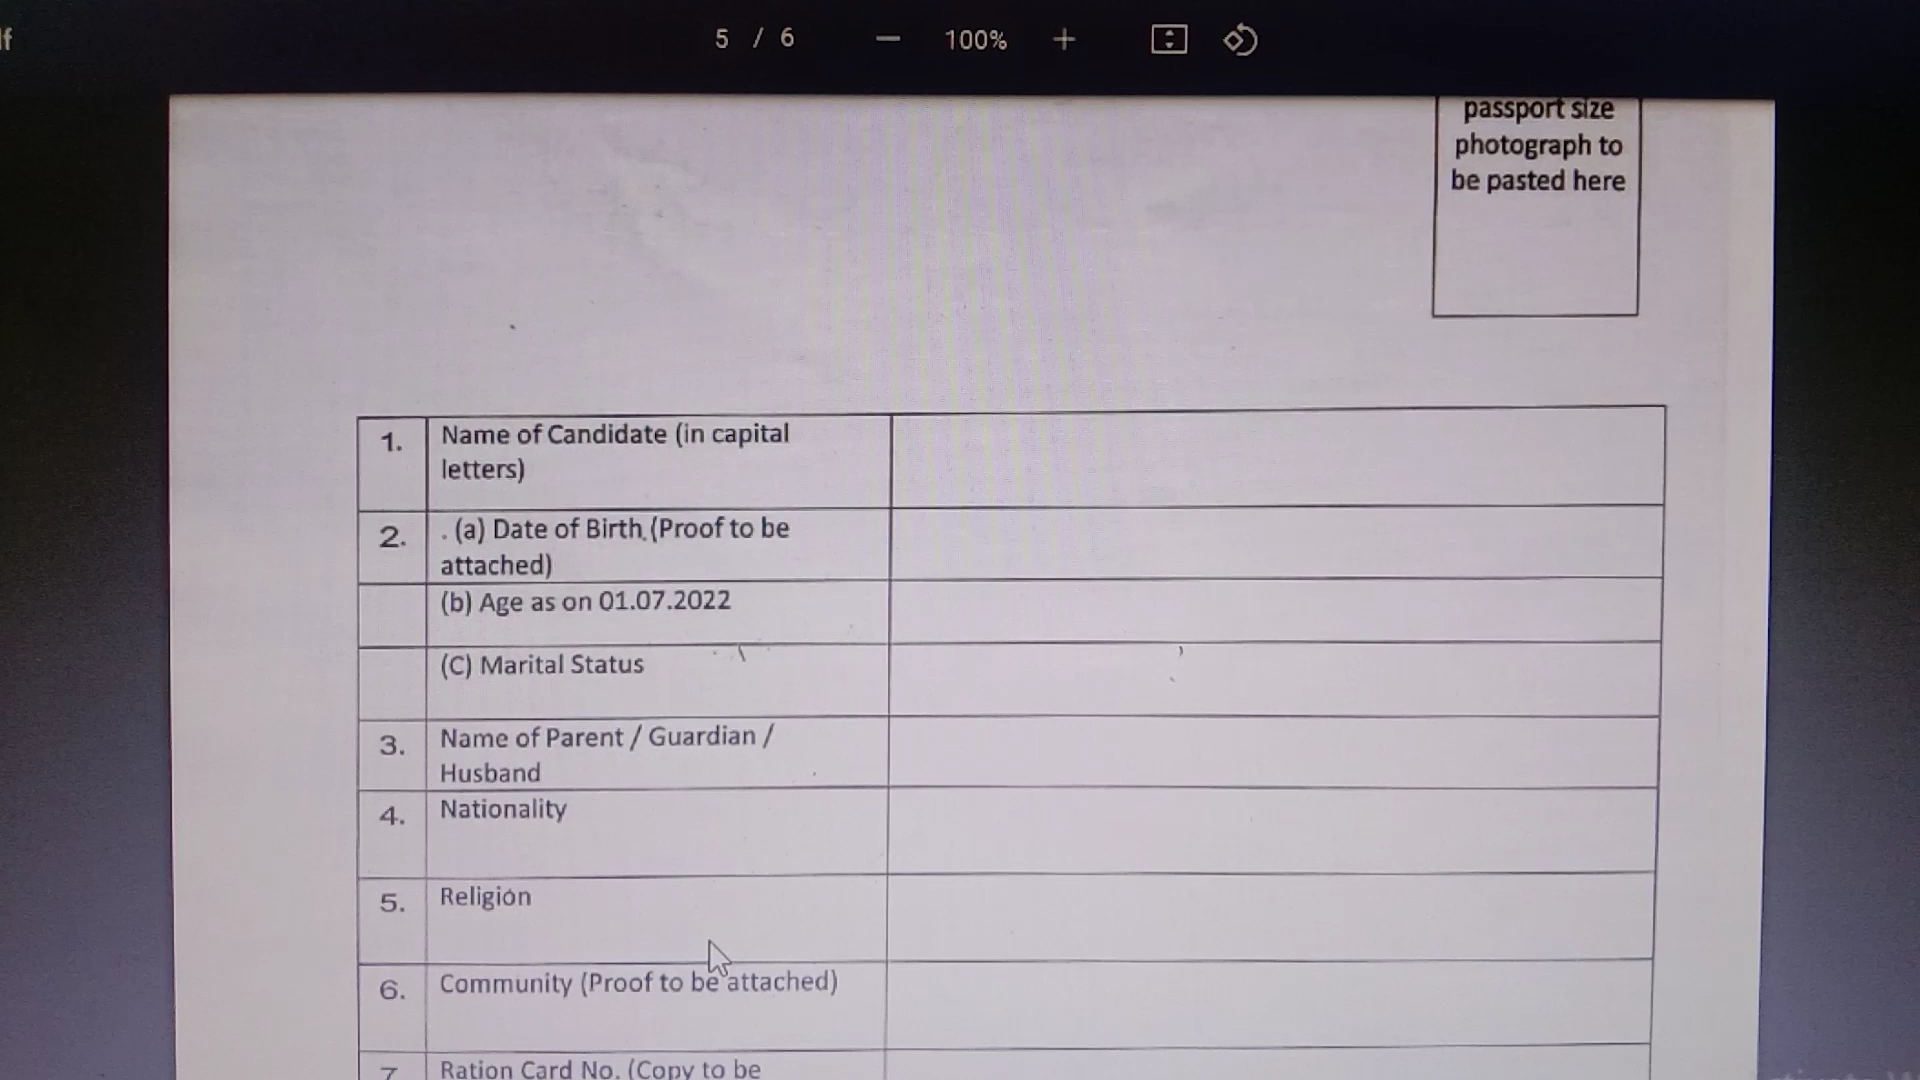 5 / 6 — 100% +
passport size
photograph to
be pasted here
1. Name of Candidate (in capital
letters)
2. . (a) Date of Birth (Proof to be
attached)
(b) Age as on 01.07.2022
(C) Marital Status
3. Name of Parent / Guardian /
Husband
4. Nationality
5. Religion
6. Community (Proof to be attached)
7. Ration Card No. (Copy to be